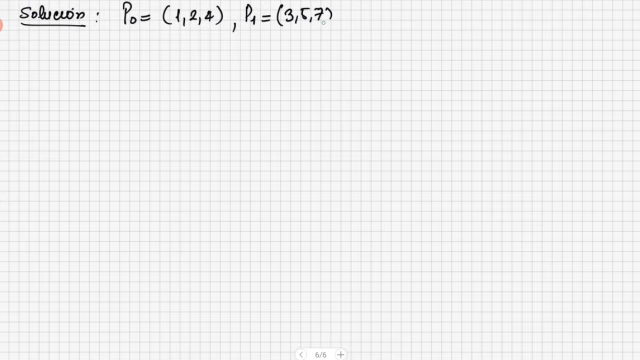 Solución: P₀ = (1,2,4) , P₁ = (3,5,7)
6/6